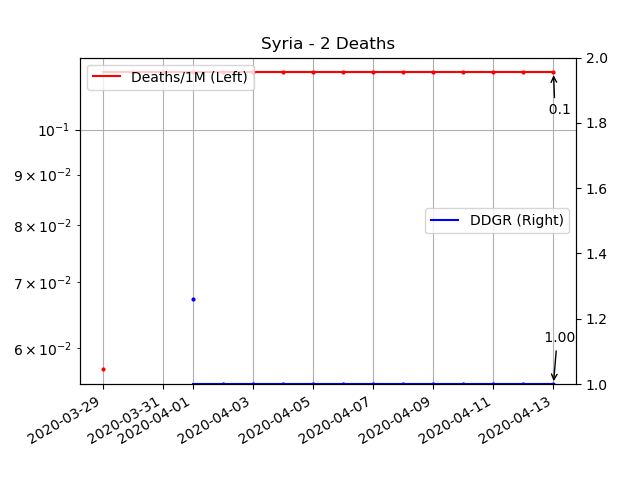 Syria - 2 Deaths
Deaths/1M (Left)
DDGR (Right)
0.1
1.00
10⁻¹
9 × 10⁻²
8 × 10⁻²
7 × 10⁻²
6 × 10⁻²
2.0
1.8
1.6
1.4
1.2
1.0
2020-03-29
2020-03-31
2020-04-01
2020-04-03
2020-04-05
2020-04-07
2020-04-09
2020-04-11
2020-04-13